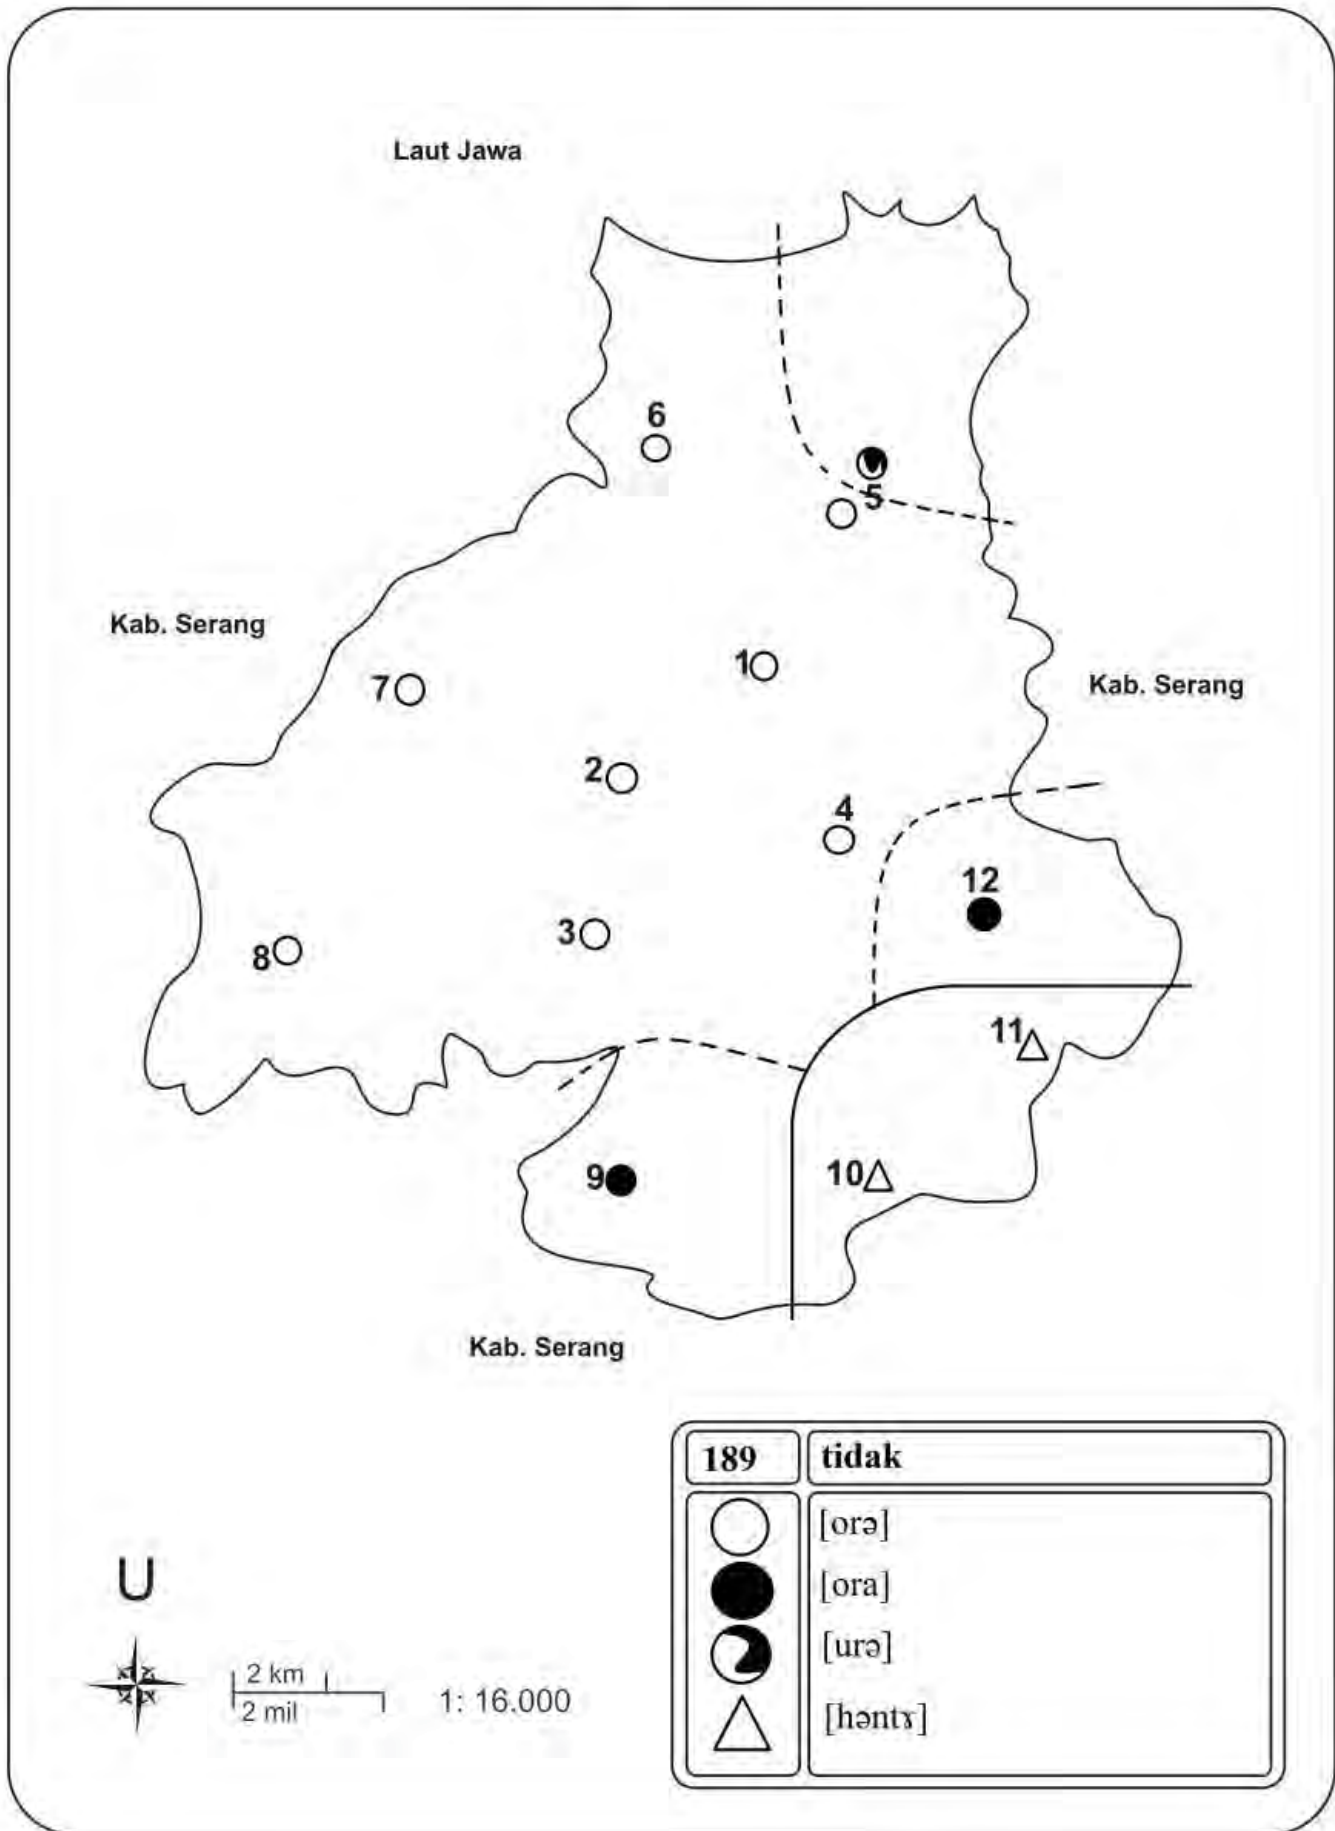 Laut Jawa
6
5
Kab. Serang
1
7
Kab. Serang
2
4
12
3
8
11
10
9
Kab. Serang
189 tidak
[orə]
[ora]
[urə]
[həntɤ]
U
2 km
2 mil
1: 16.000